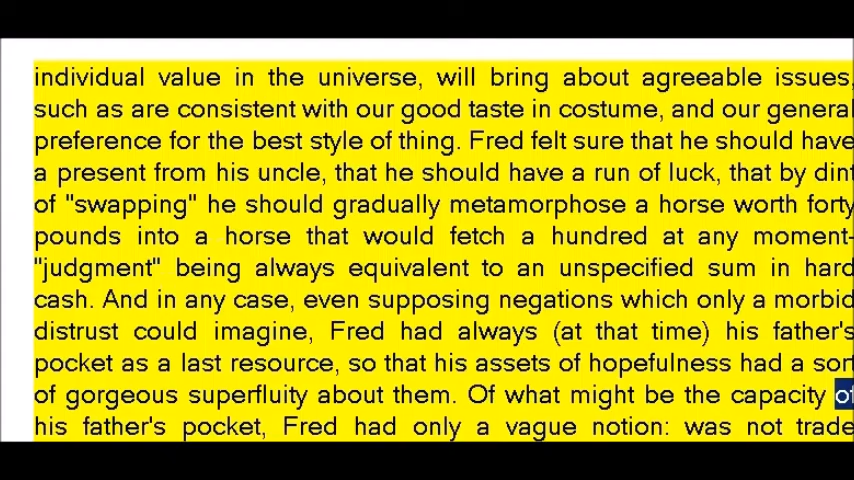 individual value in the universe, will bring about agreeable issues,
such as are consistent with our good taste in costume, and our general
preference for the best style of thing. Fred felt sure that he should have
a present from his uncle, that he should have a run of luck, that by dint
of "swapping" he should gradually metamorphose a horse worth forty
pounds into a horse that would fetch a hundred at any moment-
"judgment" being always equivalent to an unspecified sum in hard
cash. And in any case, even supposing negations which only a morbid
distrust could imagine, Fred had always (at that time) his father's
pocket as a last resource, so that his assets of hopefulness had a sort
of gorgeous superfluity about them. Of what might be the capacity of
his father's pocket, Fred had only a vague notion: was not trade